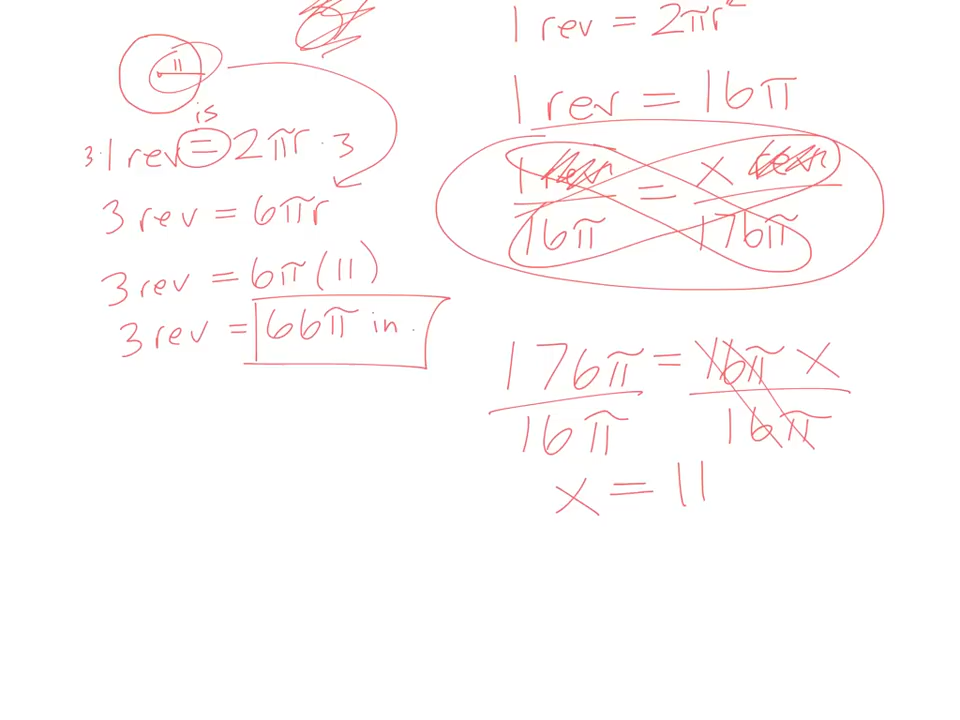 11
is
3·1 rev = 2πr · 3
3 rev = 6πr
3 rev = 6π(11)
3 rev = 66π in.
1 rev = 2πr²
1 rev = 16π
1 = x
16π 176π
176π = 16π x
16π 16π
x = 11